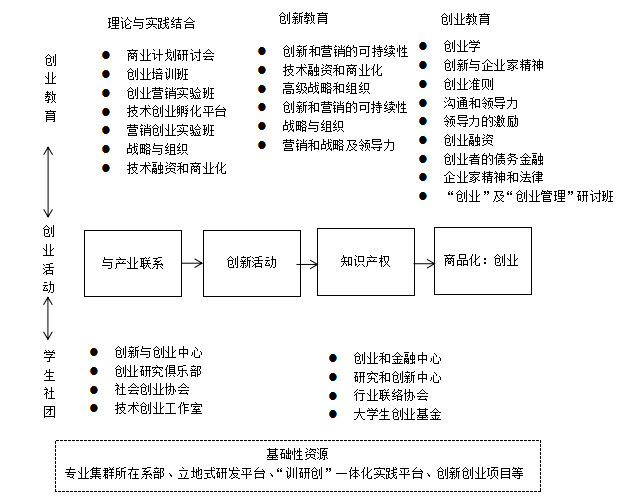 理论与实践结合
创新教育
创业教育
创业教育
商业计划研讨会
创业培训班
创业营销实验班
技术创业孵化平台
营销创业实验班
战略与组织
技术融资和商业化
创新和营销的可持续性
技术融资和商业化
高级战略和组织
创新和营销的可持续性
战略与组织
营销和战略及领导力
创业学
创新与企业家精神
创业准则
沟通和领导力
领导力的激励
创业融资
创业者的债务金融
企业家精神和法律
“创业”及“创业管理”研讨班
创业活动
与产业联系
创新活动
知识产权
商品化：创业
学生社团
创新与创业中心
创业研究俱乐部
社会创业协会
技术创业工作室
创业和金融中心
研究和创新中心
行业联络协会
大学生创业基金
基础性资源
专业集群所在系部、立地式研发平台、“训研创”一体化实践平台、创新创业项目等